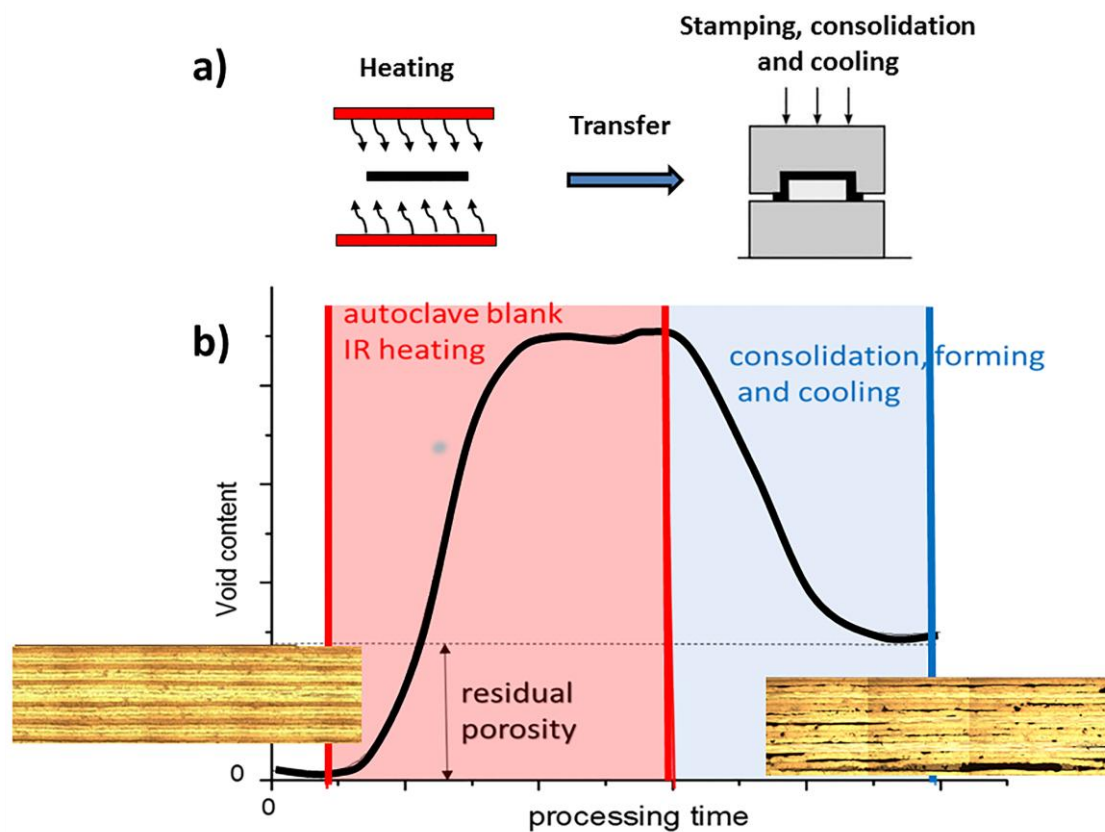 a)
Heating
Transfer
Stamping, consolidation
and cooling
b)
autoclave blank
IR heating
consolidation, forming
and cooling
Void content
residual
porosity
0
0
processing time